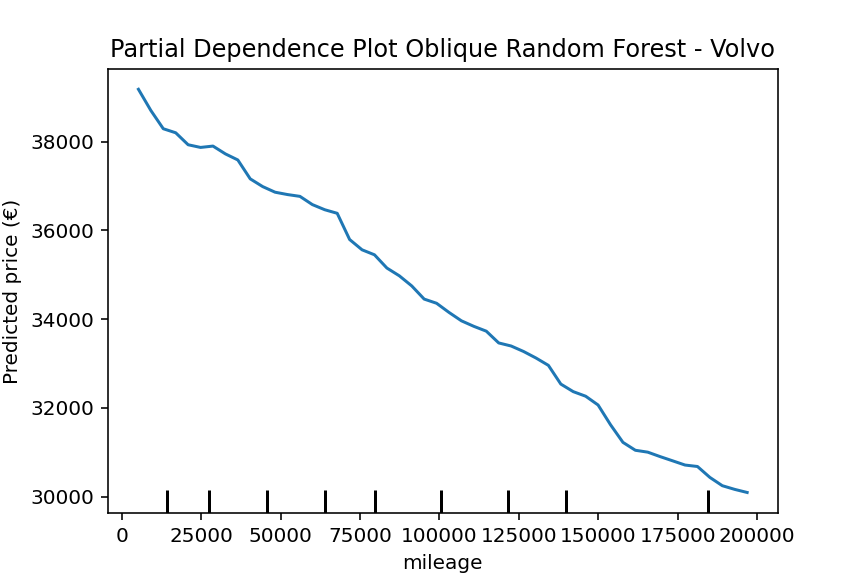 Partial Dependence Plot Oblique Random Forest - Volvo
Predicted price (€)
38000
36000
34000
32000
30000
0 25000 50000 75000 100000 125000 150000 175000 200000
mileage